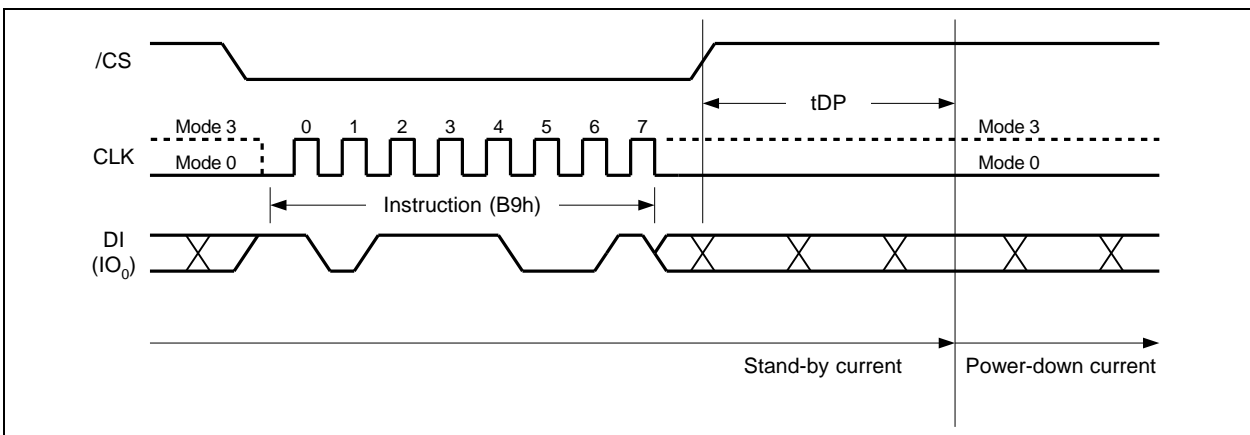 /CS
tDP
Mode 3 0 1 2 3 4 5 6 7 Mode 3
CLK
Mode 0 Mode 0
Instruction (B9h)
DI
(IO₀)
Stand-by current Power-down current